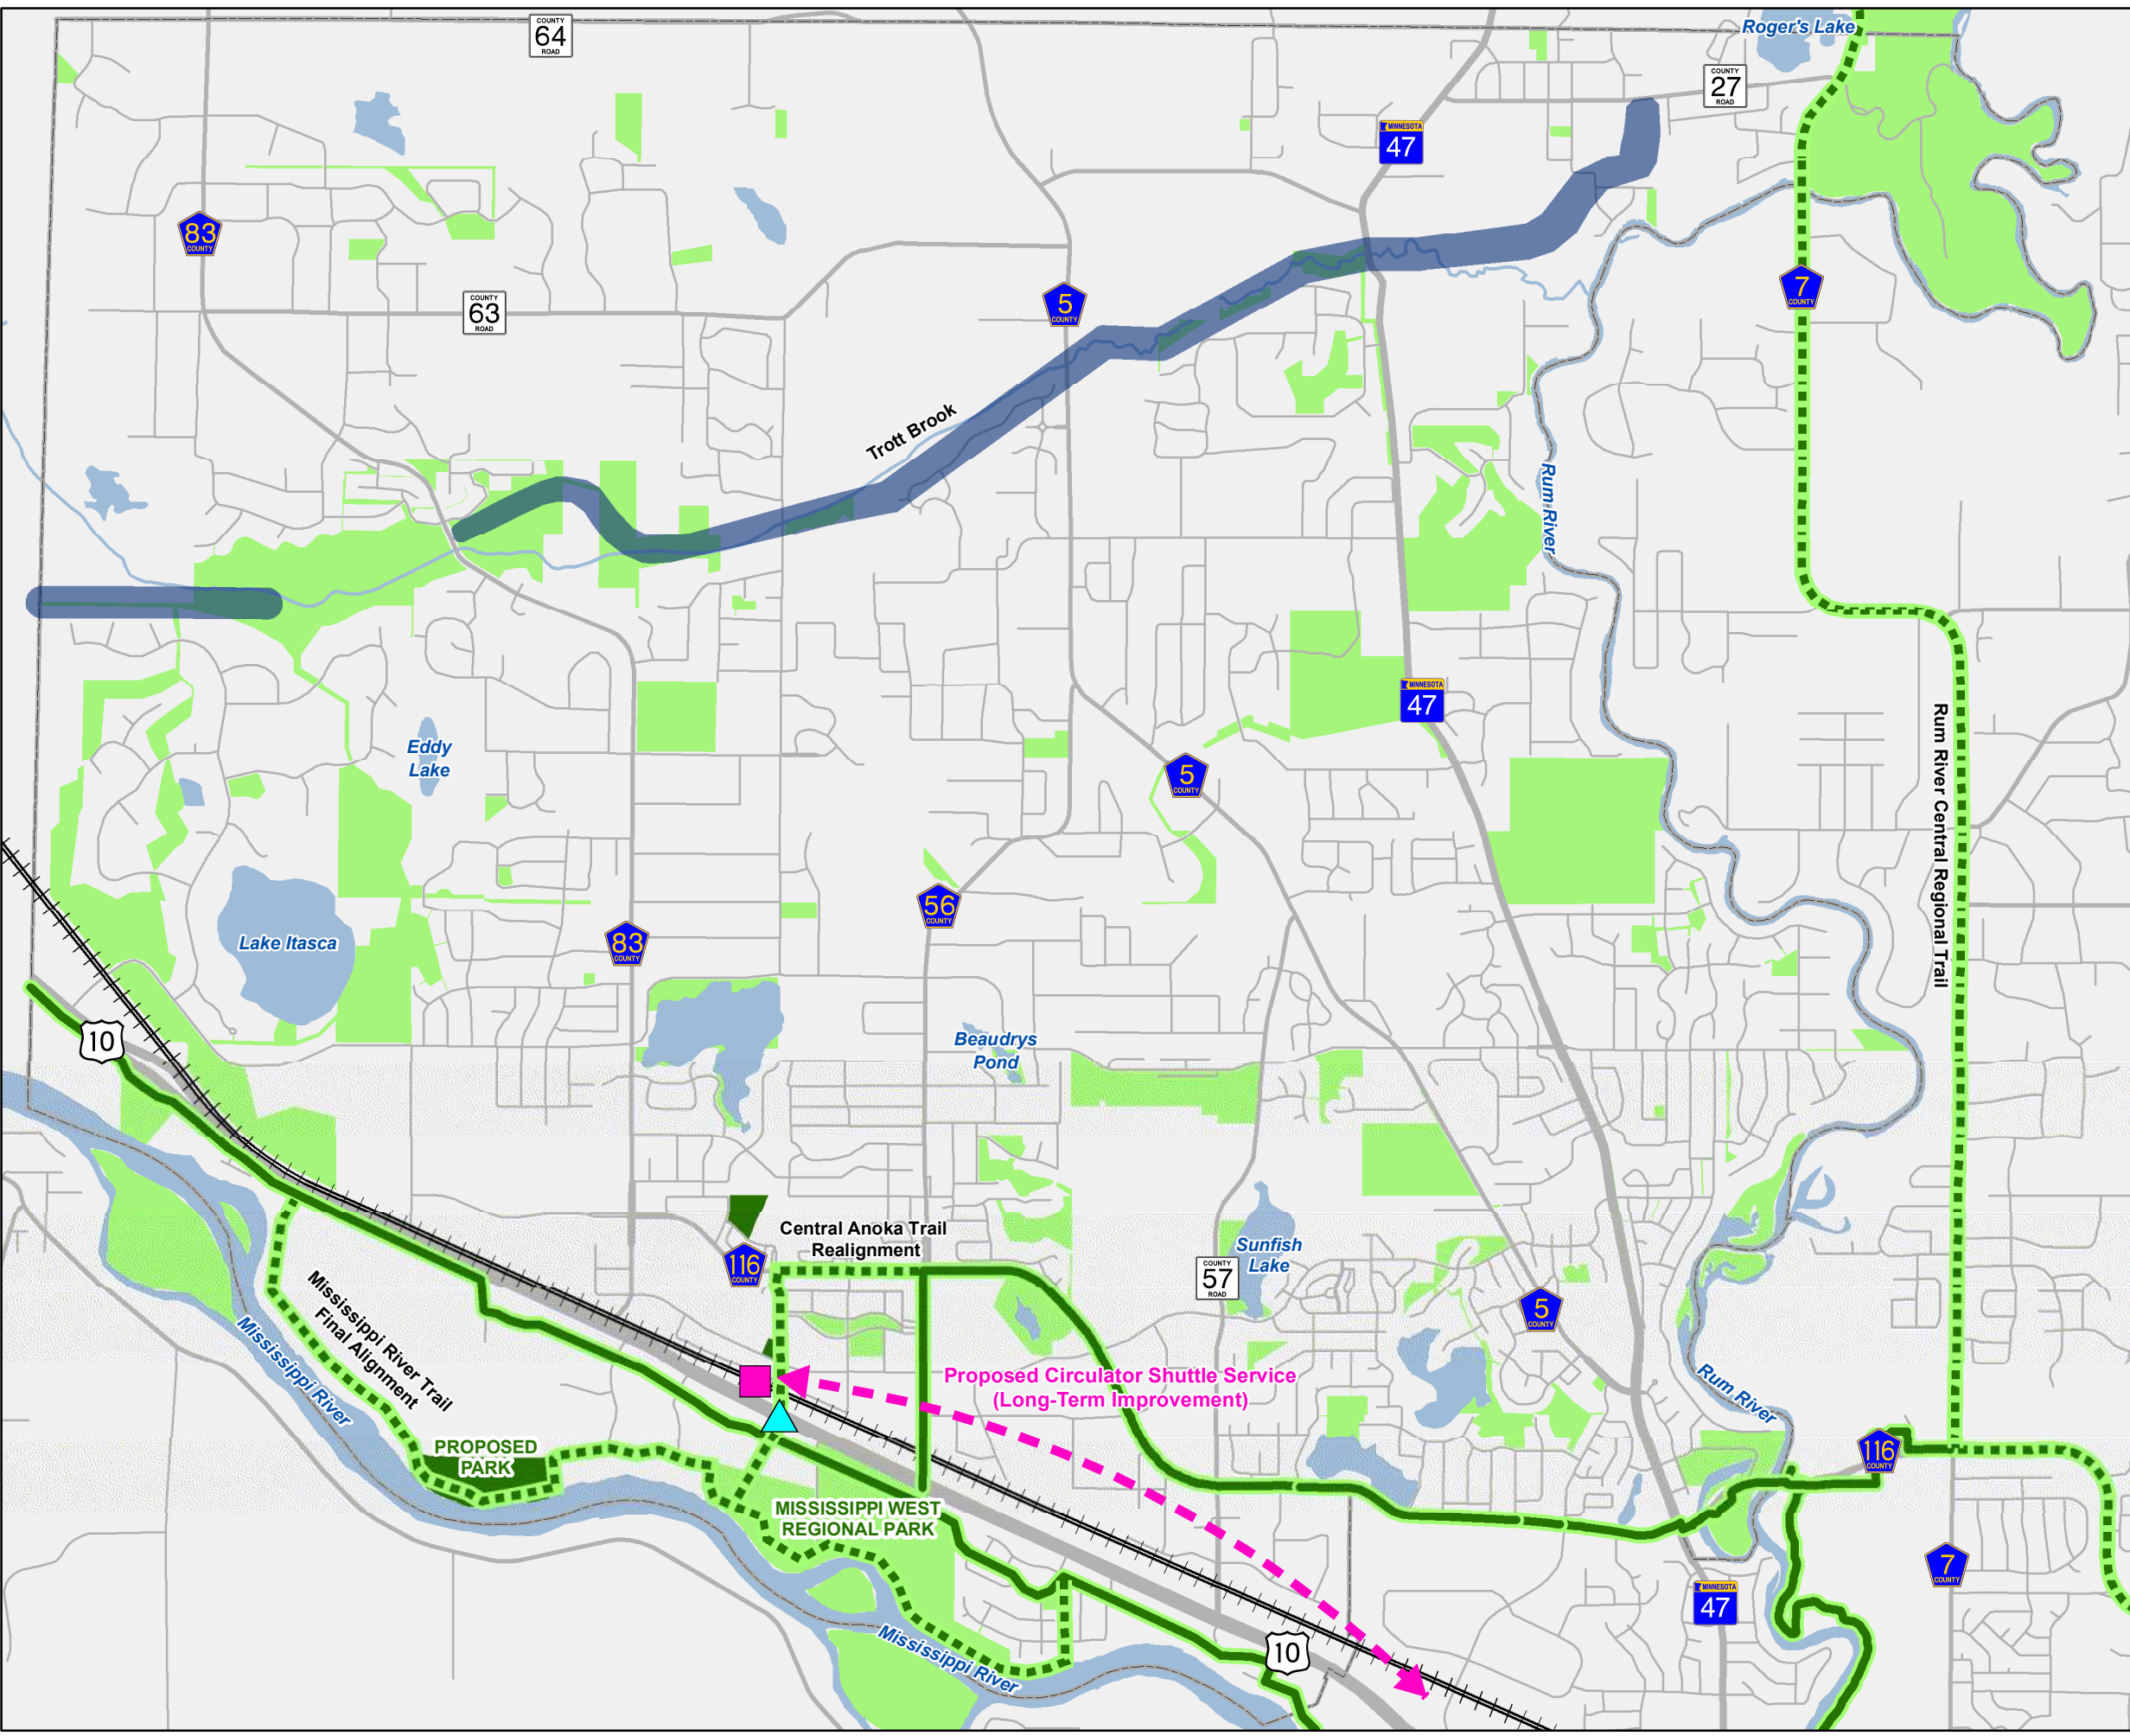 COUNTY
64
ROAD
Roger's Lake
COUNTY
27
ROAD
MINNESOTA
47
83
COUNTY
COUNTY
63
ROAD
5
COUNTY
7
COUNTY
Trott Brook
Rum River
MINNESOTA
47
Eddy
Lake
5
COUNTY
Rum River Central Regional Trail
56
COUNTY
83
COUNTY
Lake Itasca
10
Beaudrys
Pond
Central Anoka Trail
Realignment
116
COUNTY
Sunfish
Lake
COUNTY
57
ROAD
5
COUNTY
Mississippi River Trail
Final Alignment
Mississippi River
Proposed Circulator Shuttle Service
(Long-Term Improvement)
Rum River
PROPOSED
PARK
116
COUNTY
MISSISSIPPI WEST
REGIONAL PARK
7
COUNTY
MINNESOTA
47
Mississippi River
10